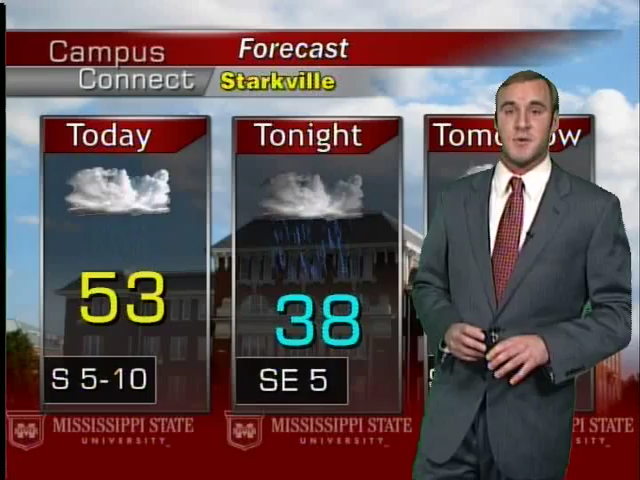 Campus
Connect
Forecast
Starkville
Today
Tonight
53
38
S 5-10
SE 5
MISSISSIPPI STATE
UNIVERSITY
MISSISSIPPI STATE
UNIVERSITY